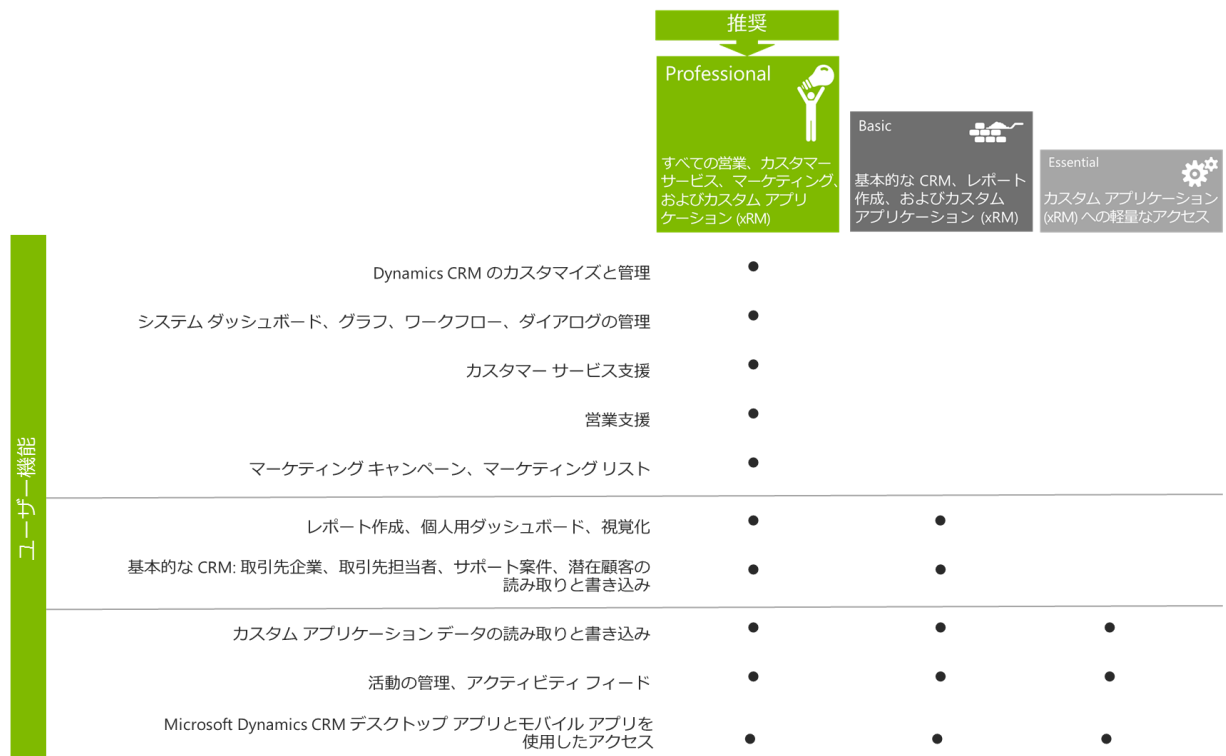 推奨
Professional
すべての営業、カスタマー
サービス、マーケティング、
およびカスタム アプリ
ケーション (xRM)
Basic
基本的な CRM、レポート
作成、およびカスタム
アプリケーション (xRM)
Essential
カスタム アプリケーション
(xRM) への軽量なアクセス
ユーザー機能
Dynamics CRM のカスタマイズと管理
システム ダッシュボード、グラフ、ワークフロー、ダイアログの管理
カスタマー サービス支援
営業支援
マーケティング キャンペーン、マーケティング リスト
レポート作成、個人用ダッシュボード、視覚化
基本的な CRM: 取引先企業、取引先担当者、サポート案件、潜在顧客の
読み取りと書き込み
カスタム アプリケーション データの読み取りと書き込み
活動の管理、アクティビティ フィード
Microsoft Dynamics CRM デスクトップ アプリとモバイル アプリを
使用したアクセス